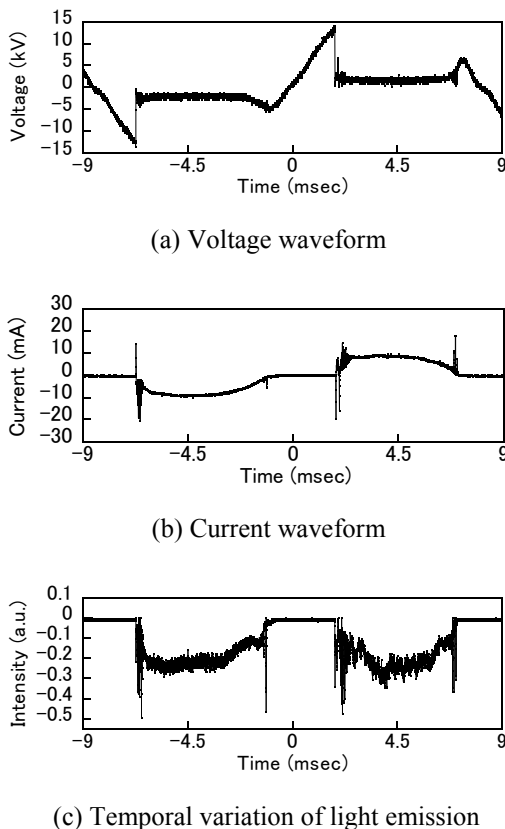 15
10
5
0
−5
−10
−15
Voltage (kV)
−9 −4.5 0 4.5 9
Time (msec)
(a) Voltage waveform
30
20
10
0
−10
−20
−30
Current (mA)
−9 −4.5 0 4.5 9
Time (msec)
(b) Current waveform
0.1
0
−0.1
−0.2
−0.3
−0.4
−0.5
Intensity (a.u.)
−9 −4.5 0 4.5 9
Time (msec)
(c) Temporal variation of light emission